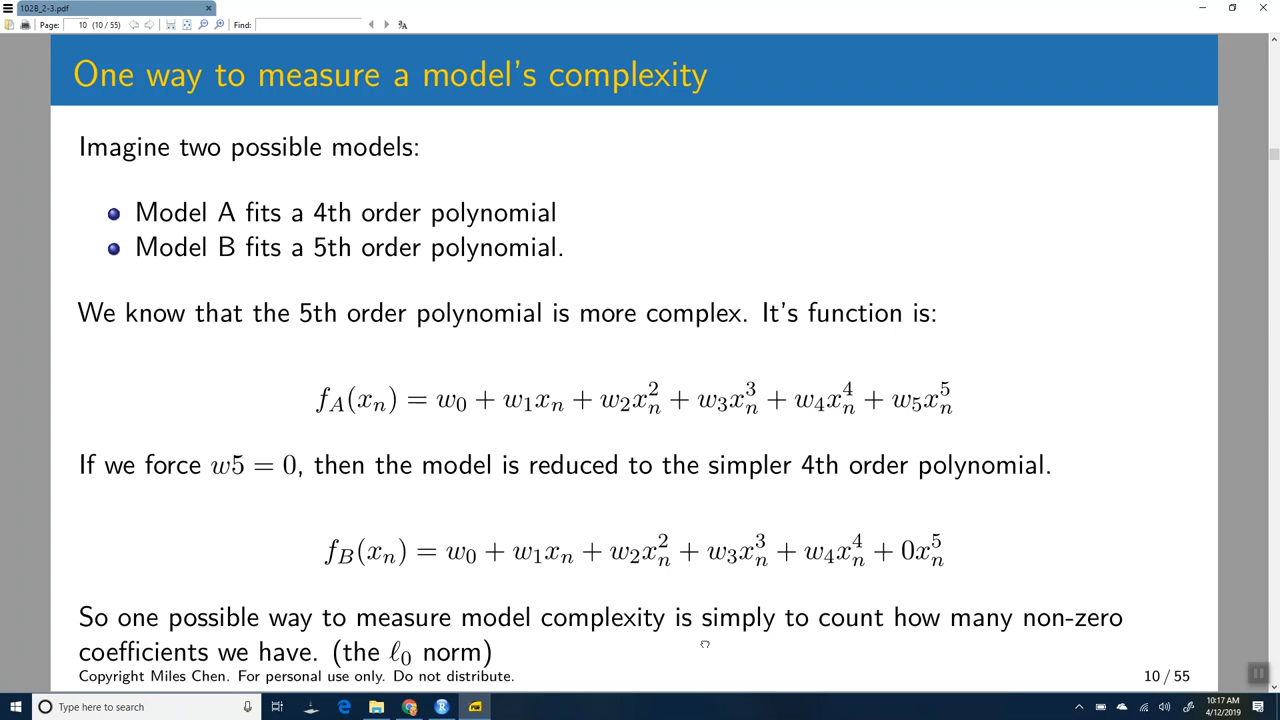 102B_2-3.pdf ×
Page: 10 (10 / 55) Find:
One way to measure a model's complexity
Imagine two possible models:
Model A fits a 4th order polynomial
Model B fits a 5th order polynomial.
We know that the 5th order polynomial is more complex. It's function is:
f_A(x_n) = w_0 + w_1x_n + w_2x_n^2 + w_3x_n^3 + w_4x_n^4 + w_5x_n^5
If we force w5 = 0, then the model is reduced to the simpler 4th order polynomial.
f_B(x_n) = w_0 + w_1x_n + w_2x_n^2 + w_3x_n^3 + w_4x_n^4 + 0x_n^5
So one possible way to measure model complexity is simply to count how many non-zero
coefficients we have. (the ℓ_0 norm)
Copyright Miles Chen. For personal use only. Do not distribute. 10 / 55
Type here to search
10:17 AM
4/12/2019